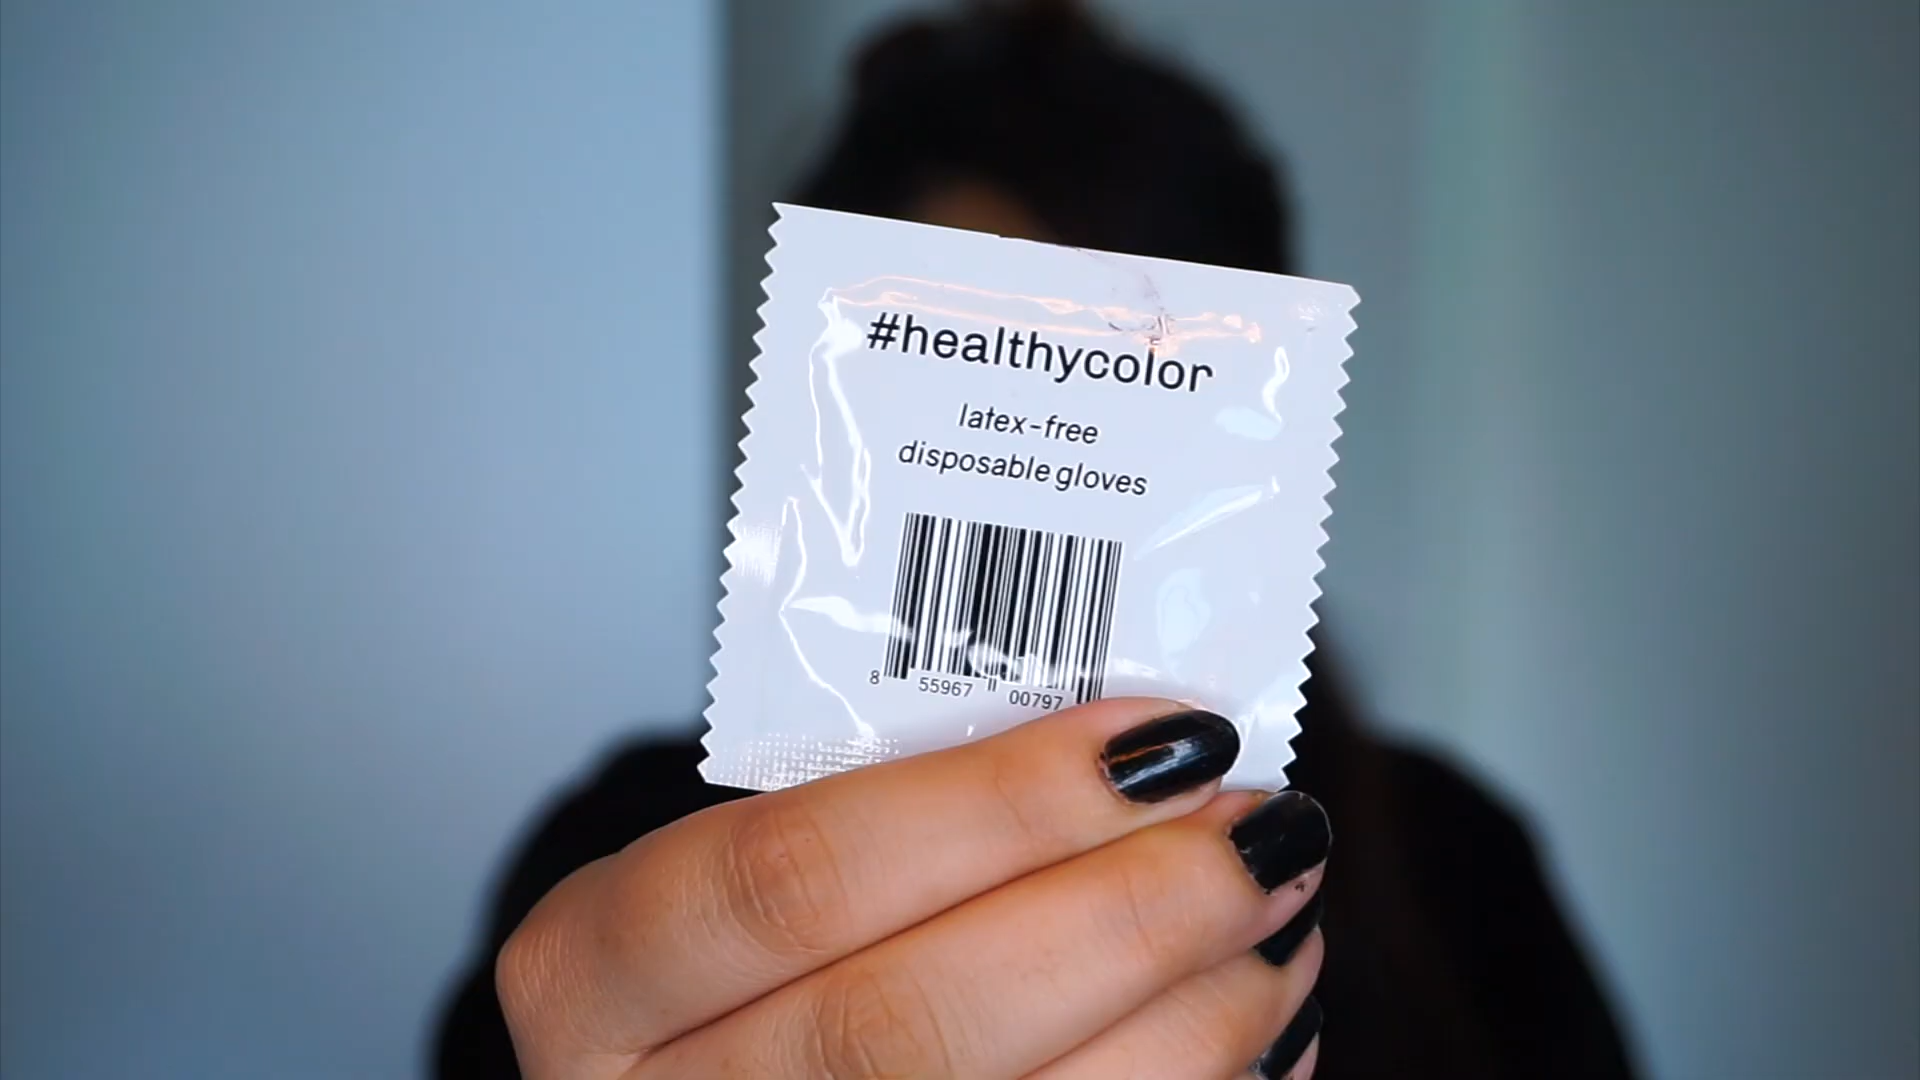 #healthycolor
latex-free
disposable gloves
8 55967 00797